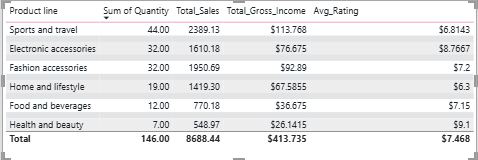 Product line Sum of Quantity Total_Sales Total_Gross_Income Avg_Rating
Sports and travel 44.00 2389.13 $113.768 $6.8143
Electronic accessories 32.00 1610.18 $76.675 $8.7667
Fashion accessories 32.00 1950.69 $92.89 $7.2
Home and lifestyle 19.00 1419.30 $67.5855 $6.3
Food and beverages 12.00 770.18 $36.675 $7.15
Health and beauty 7.00 548.97 $26.1415 $9.1
Total 146.00 8688.44 $413.735 $7.468